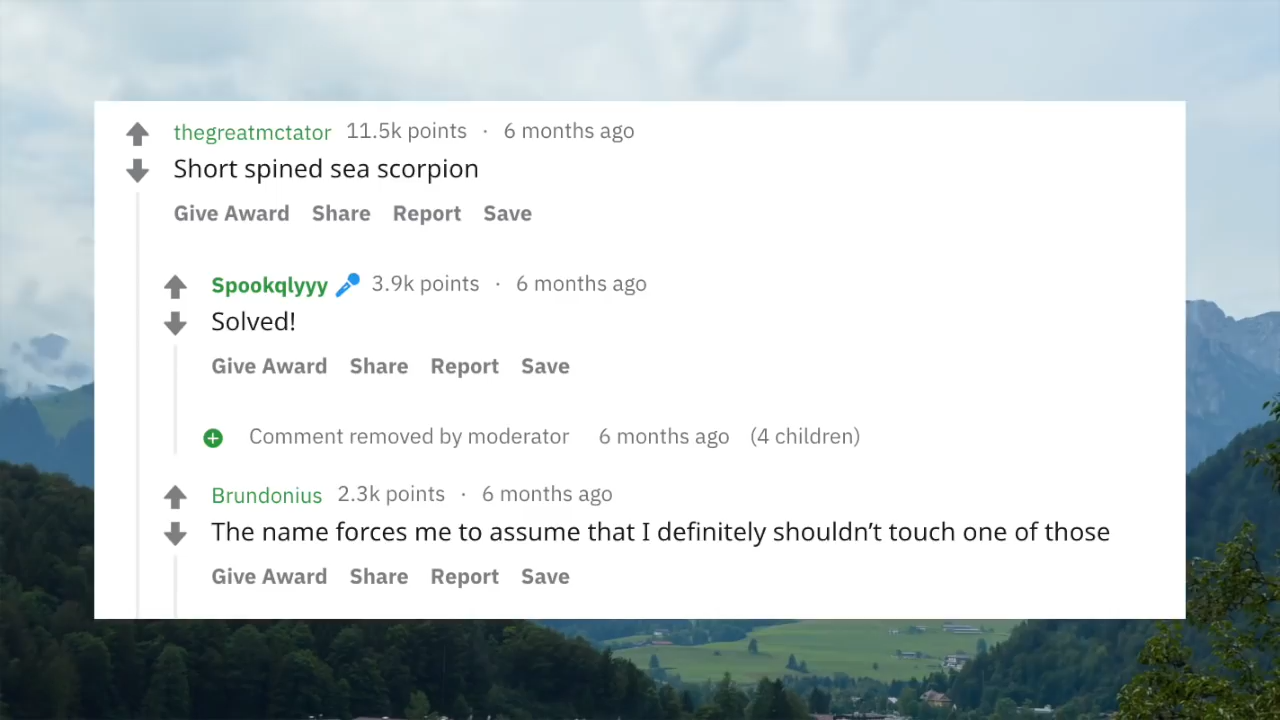 thegreatmctator 11.5k points · 6 months ago
Short spined sea scorpion
Give Award Share Report Save
Spookqlyyy 3.9k points · 6 months ago
Solved!
Give Award Share Report Save
Comment removed by moderator 6 months ago (4 children)
Brundonius 2.3k points · 6 months ago
The name forces me to assume that I definitely shouldn’t touch one of those
Give Award Share Report Save